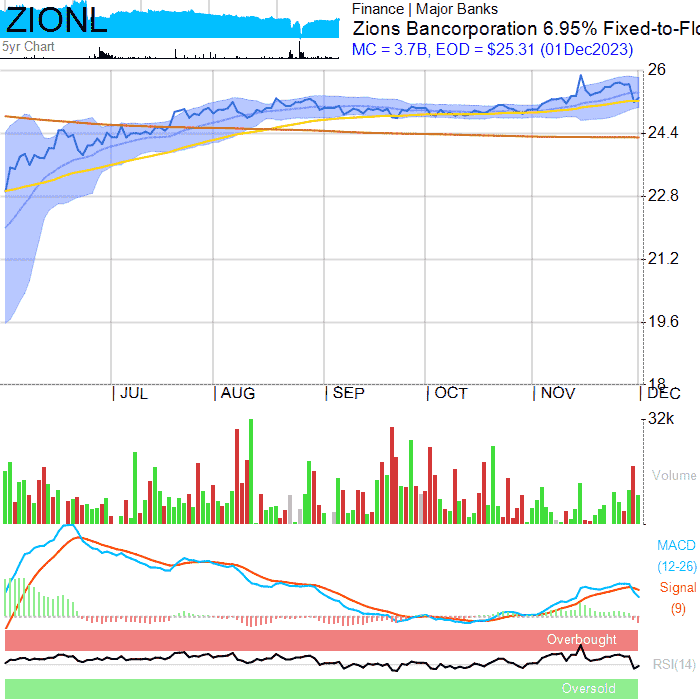 ZIONL
5yr Chart
Finance | Major Banks
Zions Bancorporation 6.95% Fixed-to-Flo
MC = 3.7B, EOD = $25.31 (01Dec2023)
26
24.4
22.8
21.2
19.6
18
JUL AUG SEP OCT NOV DEC
32k
Volume
MACD
(12-26)
Signal
(9)
Overbought
RSI(14)
Oversold